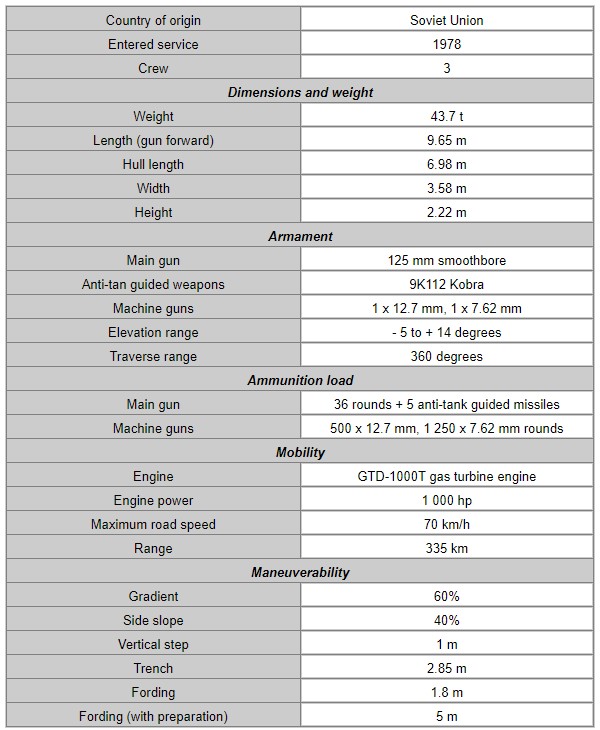 Country of origin Soviet Union
Entered service 1978
Crew 3
Dimensions and weight
Weight 43.7 t
Length (gun forward) 9.65 m
Hull length 6.98 m
Width 3.58 m
Height 2.22 m
Armament
Main gun 125 mm smoothbore
Anti-tan guided weapons 9K112 Kobra
Machine guns 1 x 12.7 mm, 1 x 7.62 mm
Elevation range - 5 to + 14 degrees
Traverse range 360 degrees
Ammunition load
Main gun 36 rounds + 5 anti-tank guided missiles
Machine guns 500 x 12.7 mm, 1 250 x 7.62 mm rounds
Mobility
Engine GTD-1000T gas turbine engine
Engine power 1 000 hp
Maximum road speed 70 km/h
Range 335 km
Maneuverability
Gradient 60%
Side slope 40%
Vertical step 1 m
Trench 2.85 m
Fording 1.8 m
Fording (with preparation) 5 m